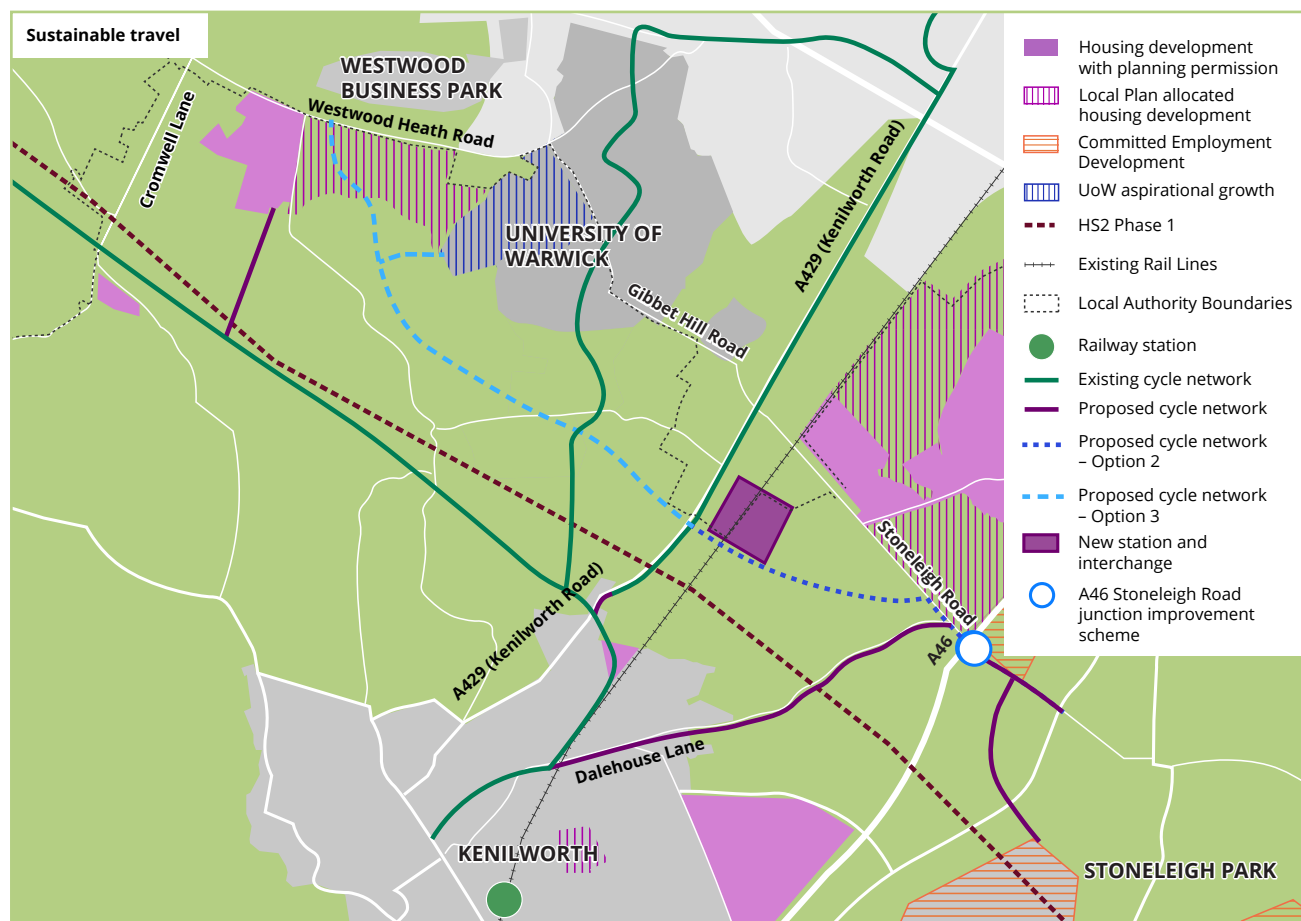 Sustainable travel
WESTWOOD
BUSINESS PARK
Westwood Heath Road
Cromwell Lane
UNIVERSITY OF
WARWICK
Gibbet Hill Road
A429 (Kenilworth Road)
Stoneleigh Road
A46
A429 (Kenilworth Road)
Dalehouse Lane
KENILWORTH
STONELEIGH PARK
Housing development
with planning permission
Local Plan allocated
housing development
Committed Employment
Development
UoW aspirational growth
HS2 Phase 1
Existing Rail Lines
Local Authority Boundaries
Railway station
Existing cycle network
Proposed cycle network
Proposed cycle network
– Option 2
Proposed cycle network
– Option 3
New station and
interchange
A46 Stoneleigh Road
junction improvement
scheme